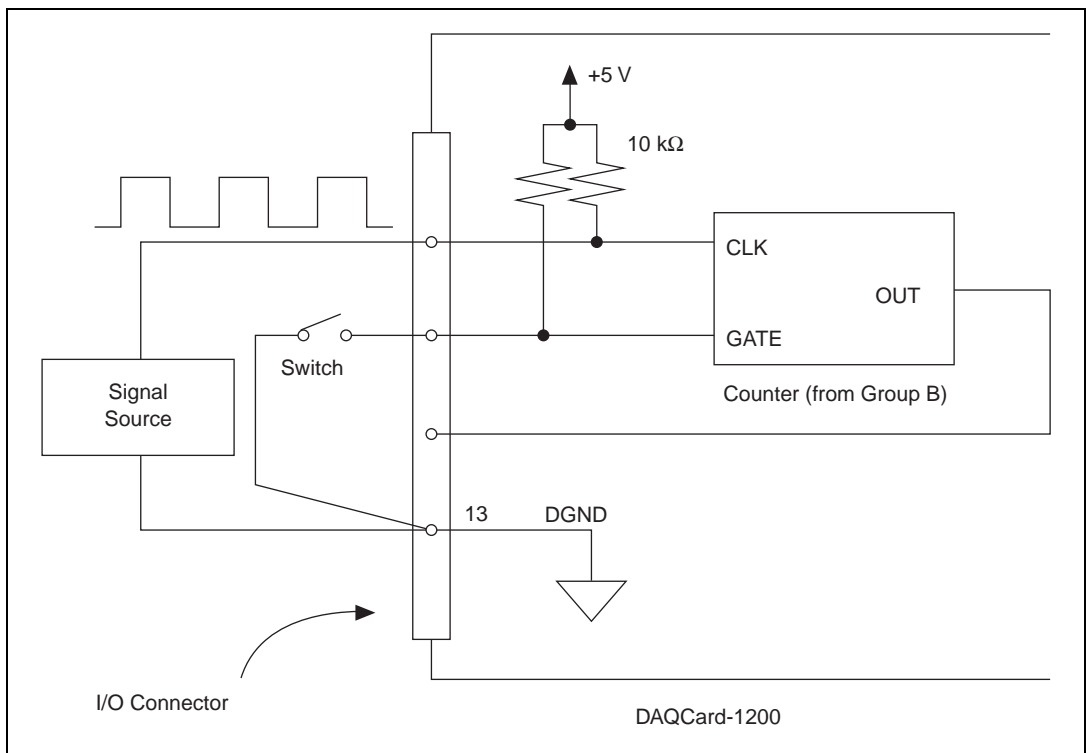 +5 V
10 kΩ
CLK
OUT
GATE
Switch
Signal
Source
Counter (from Group B)
13
DGND
I/O Connector
DAQCard-1200